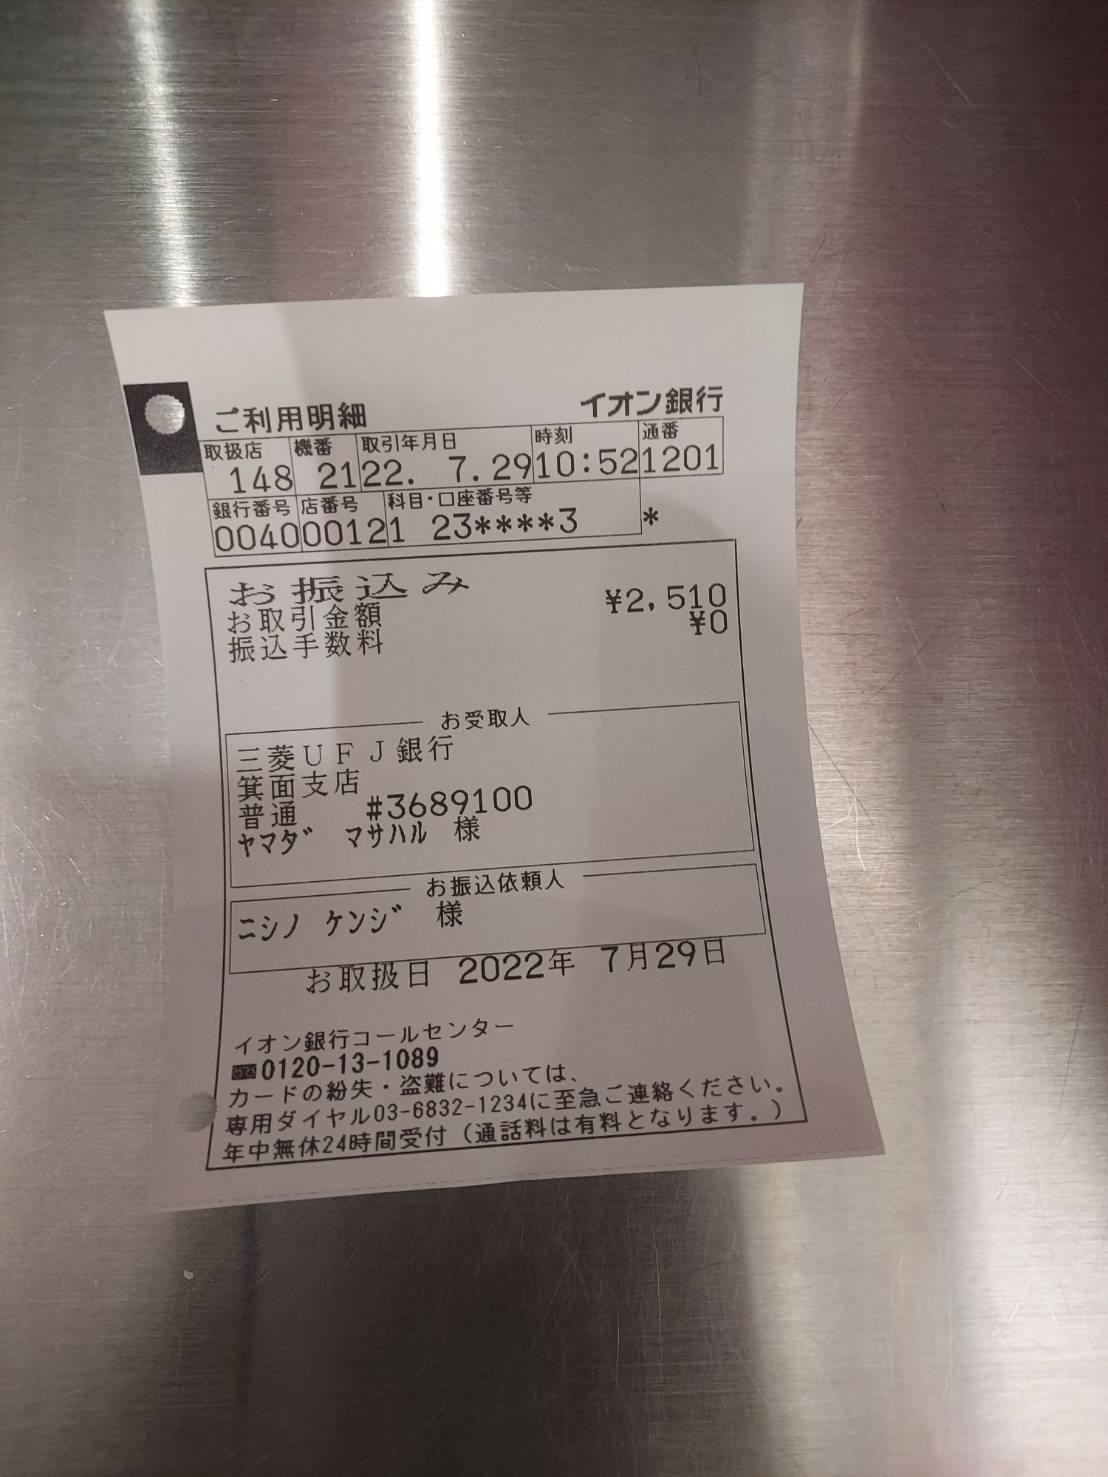 ご利用明細 イオン銀行
取扱店 機番 取引年月日 時刻 通番
148 21 22. 7.29 10:52 1201
銀行番号 店番号 科目・口座番号等
0040 0012 1 23****3 *
お振込み
お取引金額 ¥2,510
振込手数料 ¥0
お受取人
三菱UFJ銀行
箕面支店
普通 #3689100
ヤマダ マサハル 様
お振込依頼人
ニシノ ケンジ 様
お取扱日 2022年 7月29日
イオン銀行コールセンター
0120-13-1089
カードの紛失・盗難については、
専用ダイヤル03-6832-1234に至急ご連絡ください。
年中無休24時間受付(通話料は有料となります。)